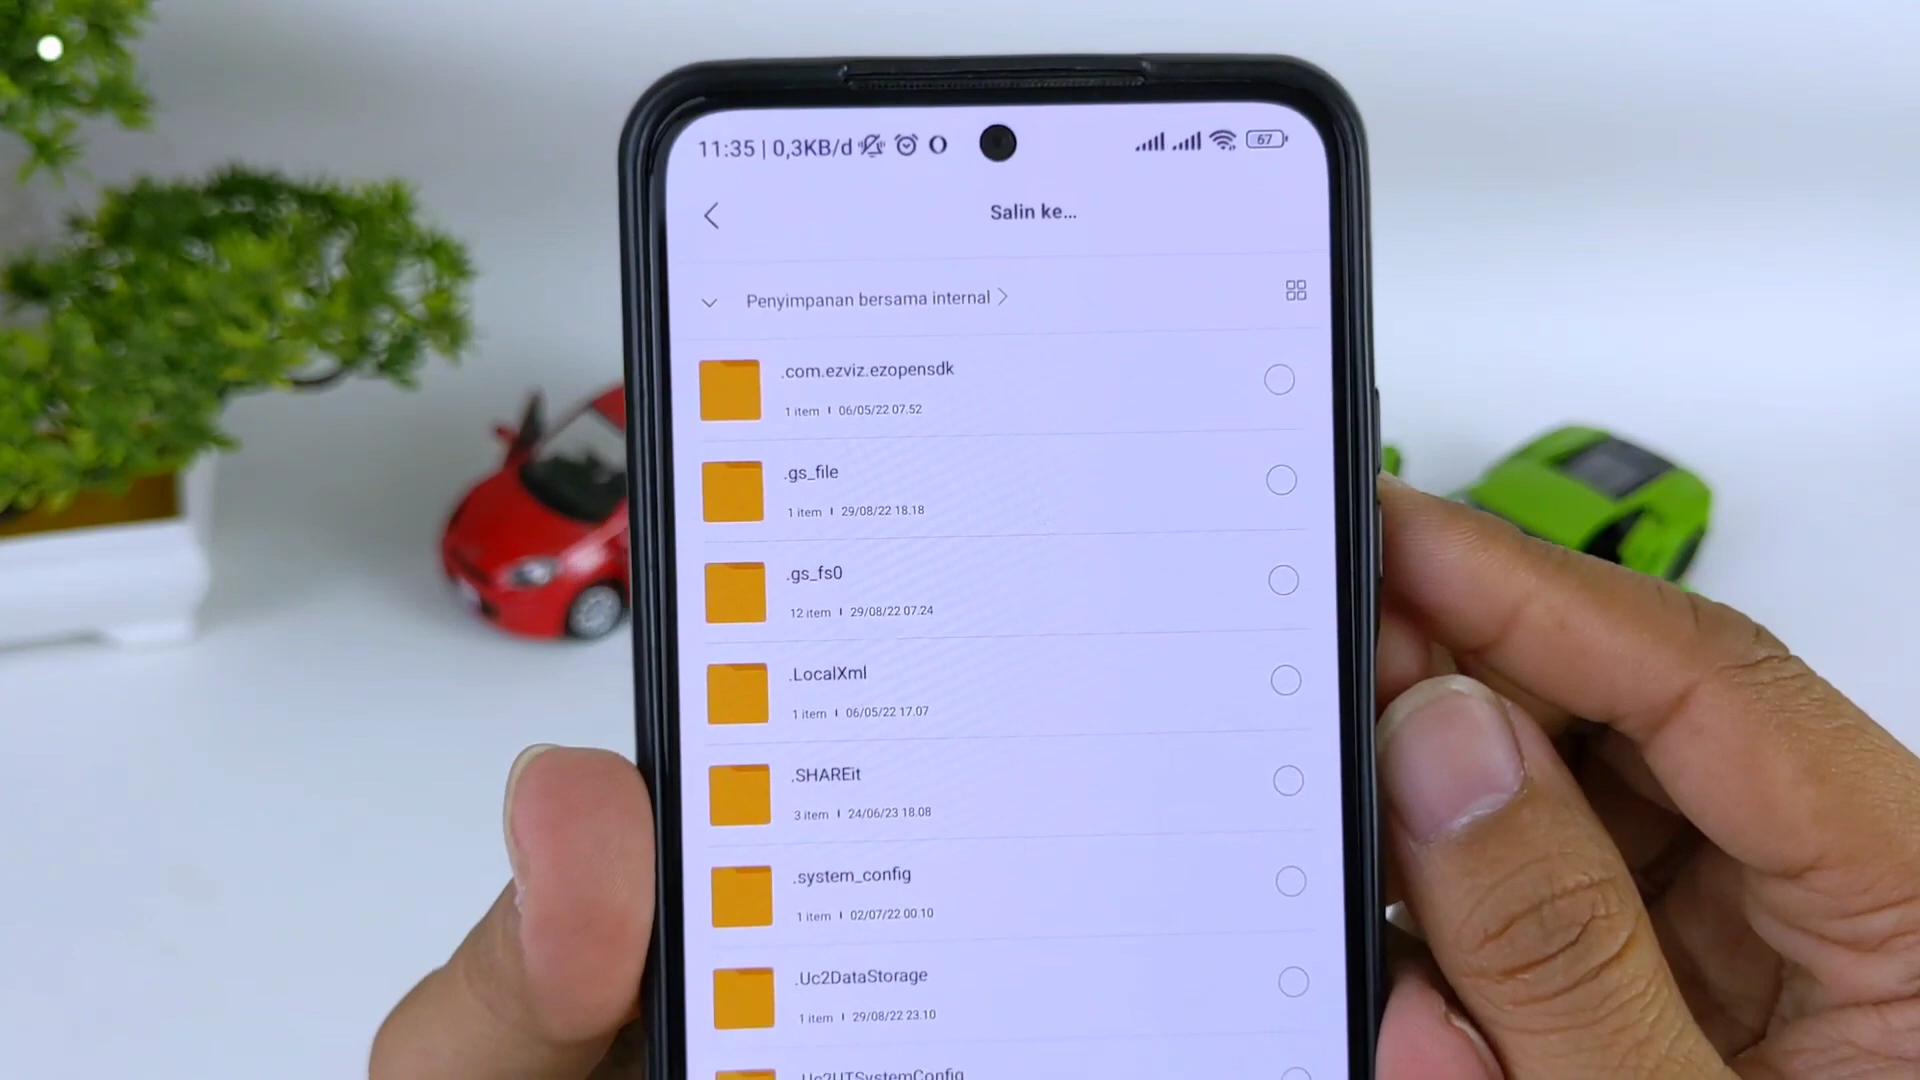 11:35 | 0,3KB/d
67
Salin ke...
Penyimpanan bersama internal
.com.ezviz.ezopensdk
1 item | 06/05/22 07.52
.gs_file
1 item | 29/08/22 18.18
.gs_fs0
12 item | 29/08/22 07.24
.LocalXml
1 item | 06/05/22 17.07
.SHAREit
3 item | 24/06/23 18.08
.system_config
1 item | 02/07/22 00.10
.Uc2DataStorage
1 item | 29/08/22 23.10
.Uc2UTSystemConfig